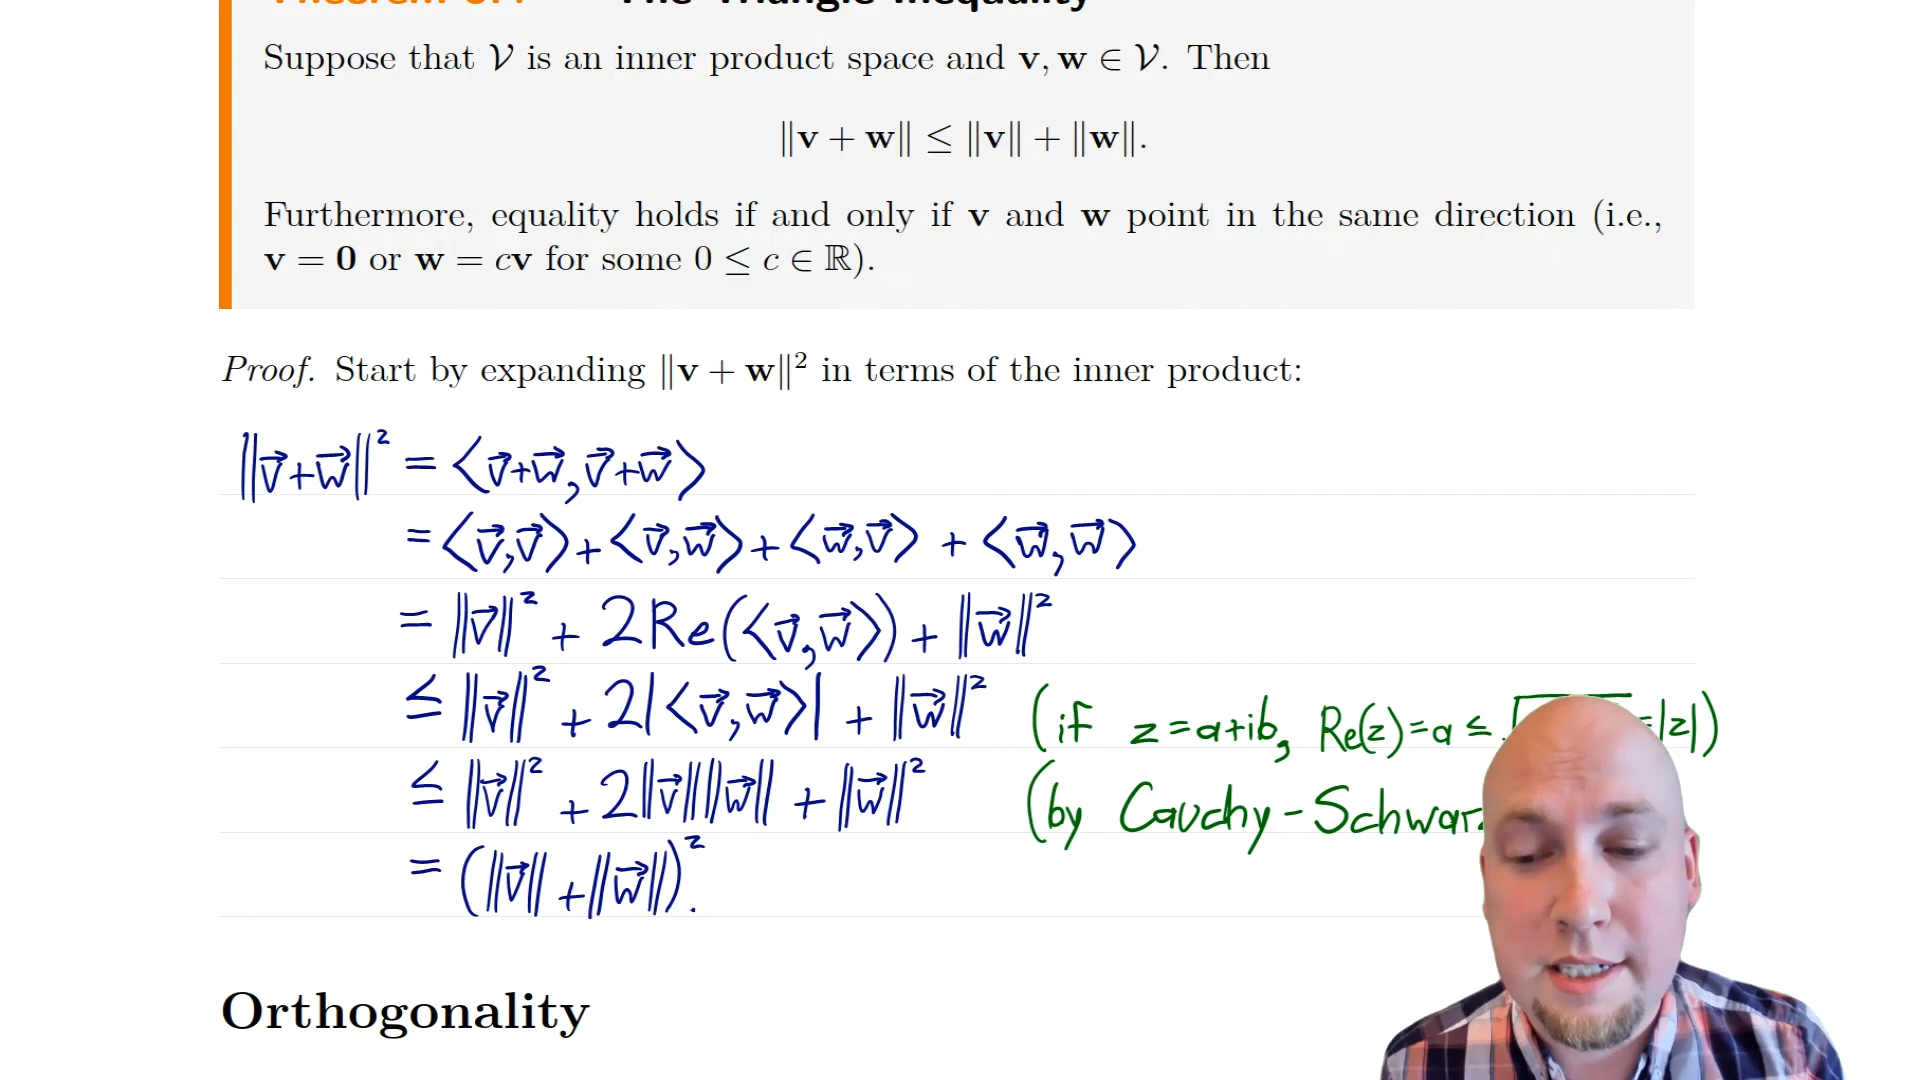 The Triangle Inequality
Suppose that 𝒱 is an inner product space and v, w ∈ 𝒱. Then
‖v + w‖ ≤ ‖v‖ + ‖w‖.
Furthermore, equality holds if and only if v and w point in the same direction (i.e.,
v = 0 or w = cv for some 0 ≤ c ∈ ℝ).
Proof. Start by expanding ‖v + w‖² in terms of the inner product:
‖v⃗+w⃗‖² = ⟨v⃗+w⃗, v⃗+w⃗⟩
= ⟨v⃗,v⃗⟩ + ⟨v⃗,w⃗⟩ + ⟨w⃗,v⃗⟩ + ⟨w⃗,w⃗⟩
= ‖v⃗‖² + 2Re(⟨v⃗,w⃗⟩) + ‖w⃗‖²
≤ ‖v⃗‖² + 2|⟨v⃗,w⃗⟩| + ‖w⃗‖² (if z=a+ib, Re(z)=a ≤ =|z|)
≤ ‖v⃗‖² + 2‖v⃗‖‖w⃗‖ + ‖w⃗‖² (by Cauchy-Schwar
= (‖v⃗‖ + ‖w⃗‖)².
Orthogonality